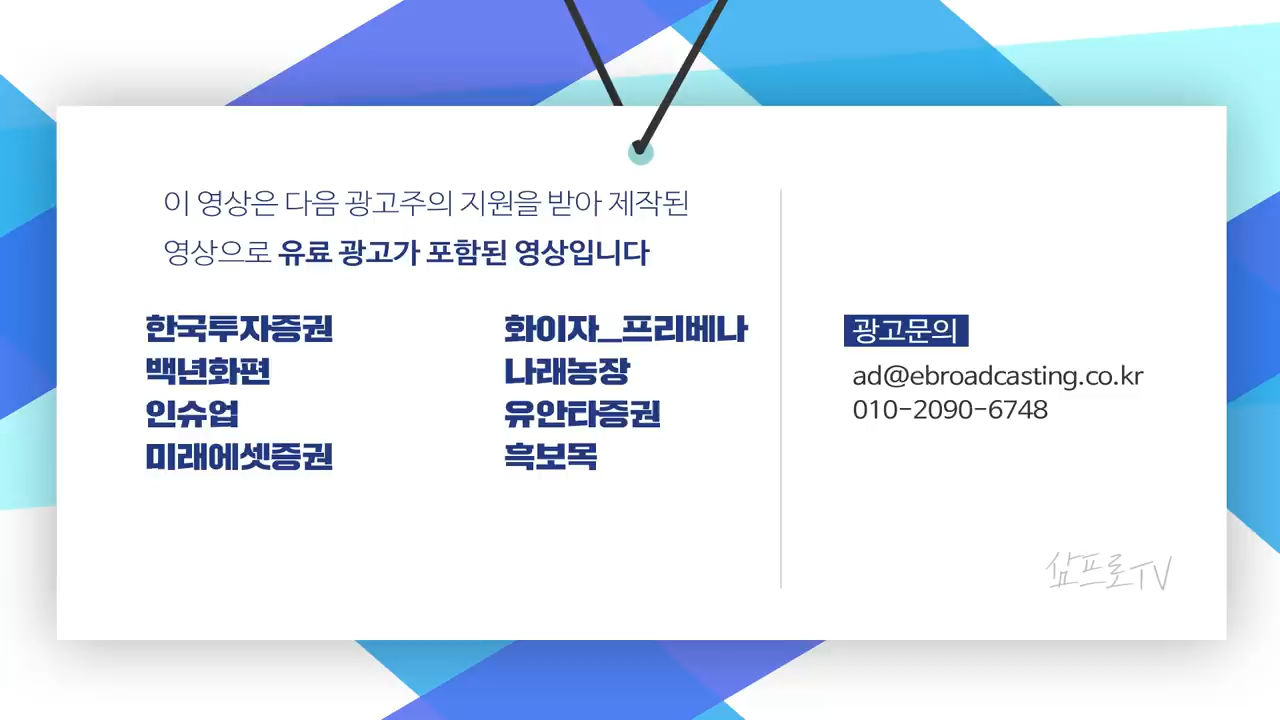 이 영상은 다음 광고주의 지원을 받아 제작된
영상으로 유료 광고가 포함된 영상입니다
한국투자증권
백년화편
인슈업
미래에셋증권
화이자_프리베나
나래농장
유안타증권
흑보목
광고문의
ad@ebroadcasting.co.kr
010-2090-6748
삼프로TV